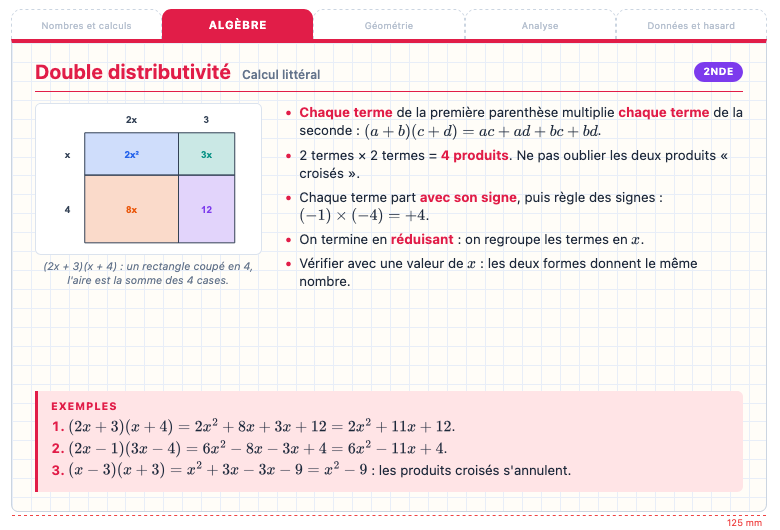 Nombres et calculs
ALGÈBRE
Géométrie
Analyse
Données et hasard
Double distributivité Calcul littéral
2NDE
2x 3
x 2x² 3x
4 8x 12
(2x + 3)(x + 4) : un rectangle coupé en 4,
l'aire est la somme des 4 cases.
• Chaque terme de la première parenthèse multiplie chaque terme de la
seconde : (a + b)(c + d) = ac + ad + bc + bd.
• 2 termes × 2 termes = 4 produits. Ne pas oublier les deux produits «
croisés ».
• Chaque terme part avec son signe, puis règle des signes :
(−1) × (−4) = +4.
• On termine en réduisant : on regroupe les termes en x.
• Vérifier avec une valeur de x : les deux formes donnent le même
nombre.
EXEMPLES
1. (2x + 3)(x + 4) = 2x² + 8x + 3x + 12 = 2x² + 11x + 12.
2. (2x − 1)(3x − 4) = 6x² − 8x − 3x + 4 = 6x² − 11x + 4.
3. (x − 3)(x + 3) = x² + 3x − 3x − 9 = x² − 9 : les produits croisés s'annulent.
125 mm